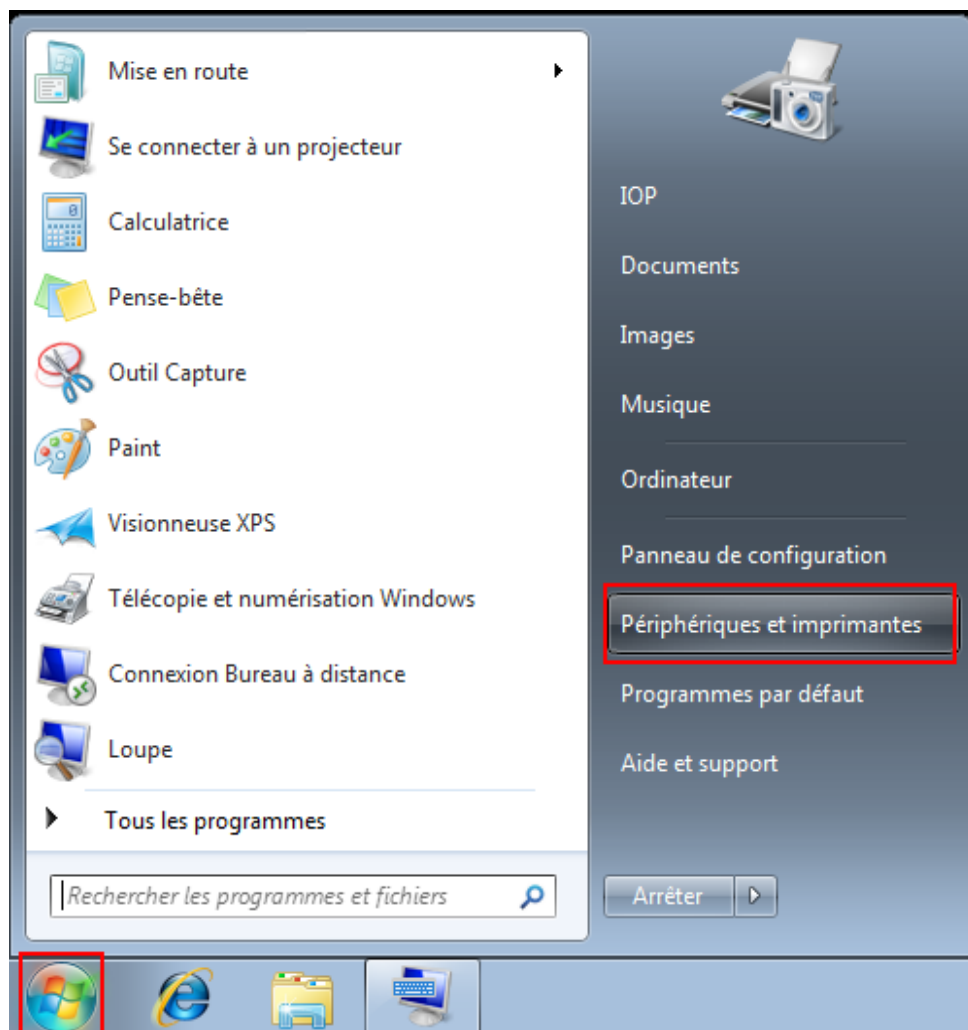 Mise en route
Se connecter à un projecteur
Calculatrice
Pense-bête
Outil Capture
Paint
Visionneuse XPS
Télécopie et numérisation Windows
Connexion Bureau à distance
Loupe
Tous les programmes
Rechercher les programmes et fichiers
IOP
Documents
Images
Musique
Ordinateur
Panneau de configuration
Périphériques et imprimantes
Programmes par défaut
Aide et support
Arrêter